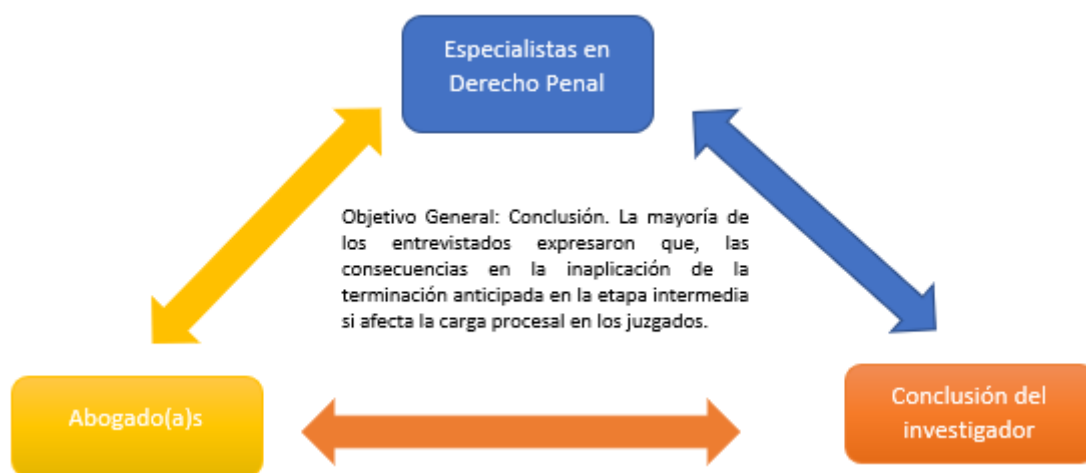 Especialistas en
Derecho Penal
Objetivo General: Conclusión. La mayoría de
los entrevistados expresaron que, las
consecuencias en la inaplicación de la
terminación anticipada en la etapa intermedia
si afecta la carga procesal en los juzgados.
Abogado(a)s
Conclusión del
investigador